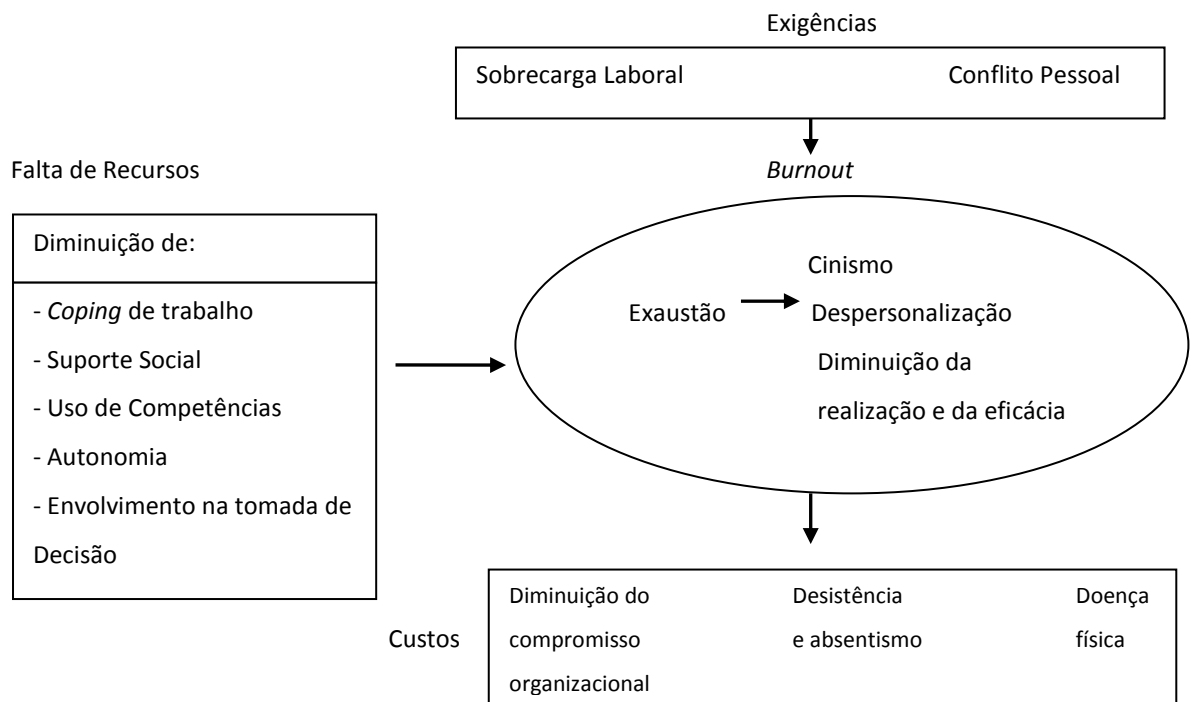 Exigências
Sobrecarga Laboral
Conflito Pessoal
Falta de Recursos
Diminuição de:
- Coping de trabalho
- Suporte Social
- Uso de Competências
- Autonomia
- Envolvimento na tomada de
Decisão
Burnout
Exaustão
Cinismo
Despersonalização
Diminuição da
realização e da eficácia
Custos
Diminuição do
compromisso
organizacional
Desistência
e absentismo
Doença
física